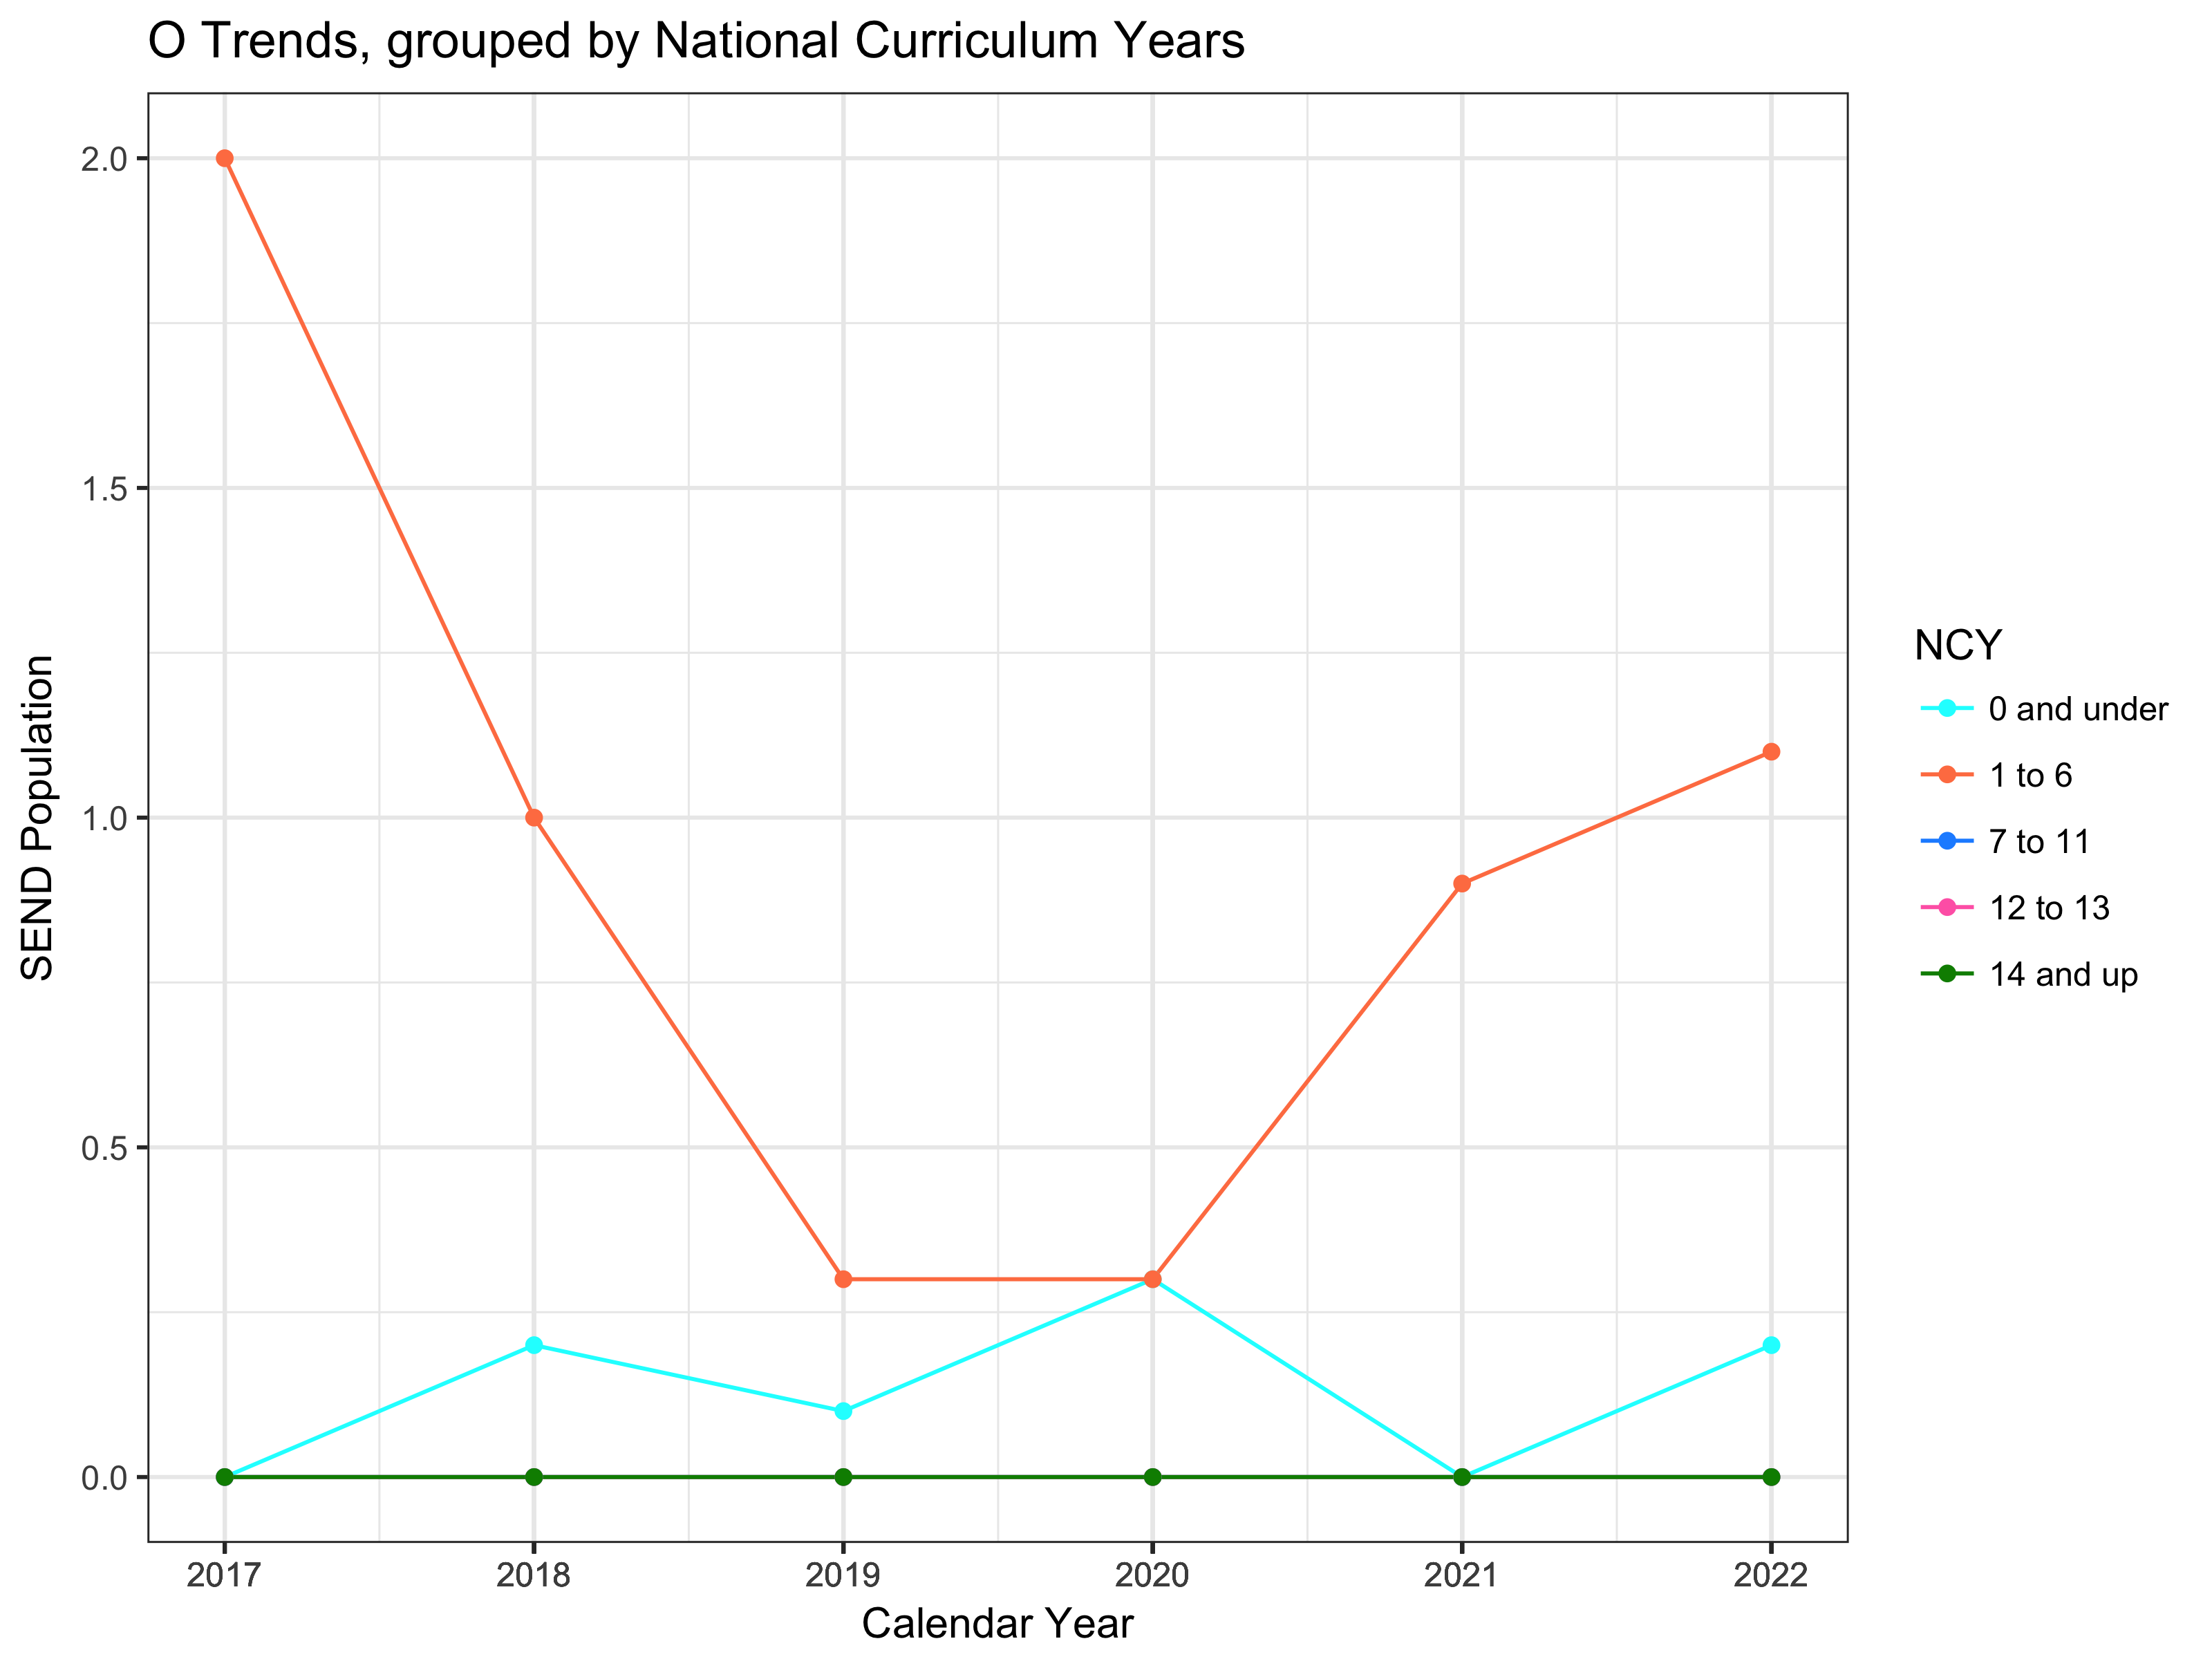 O Trends, grouped by National Curriculum Years
2.0
1.5
1.0
0.5
0.0
SEND Population
2017 2018 2019 2020 2021 2022
Calendar Year
NCY
0 and under
1 to 6
7 to 11
12 to 13
14 and up